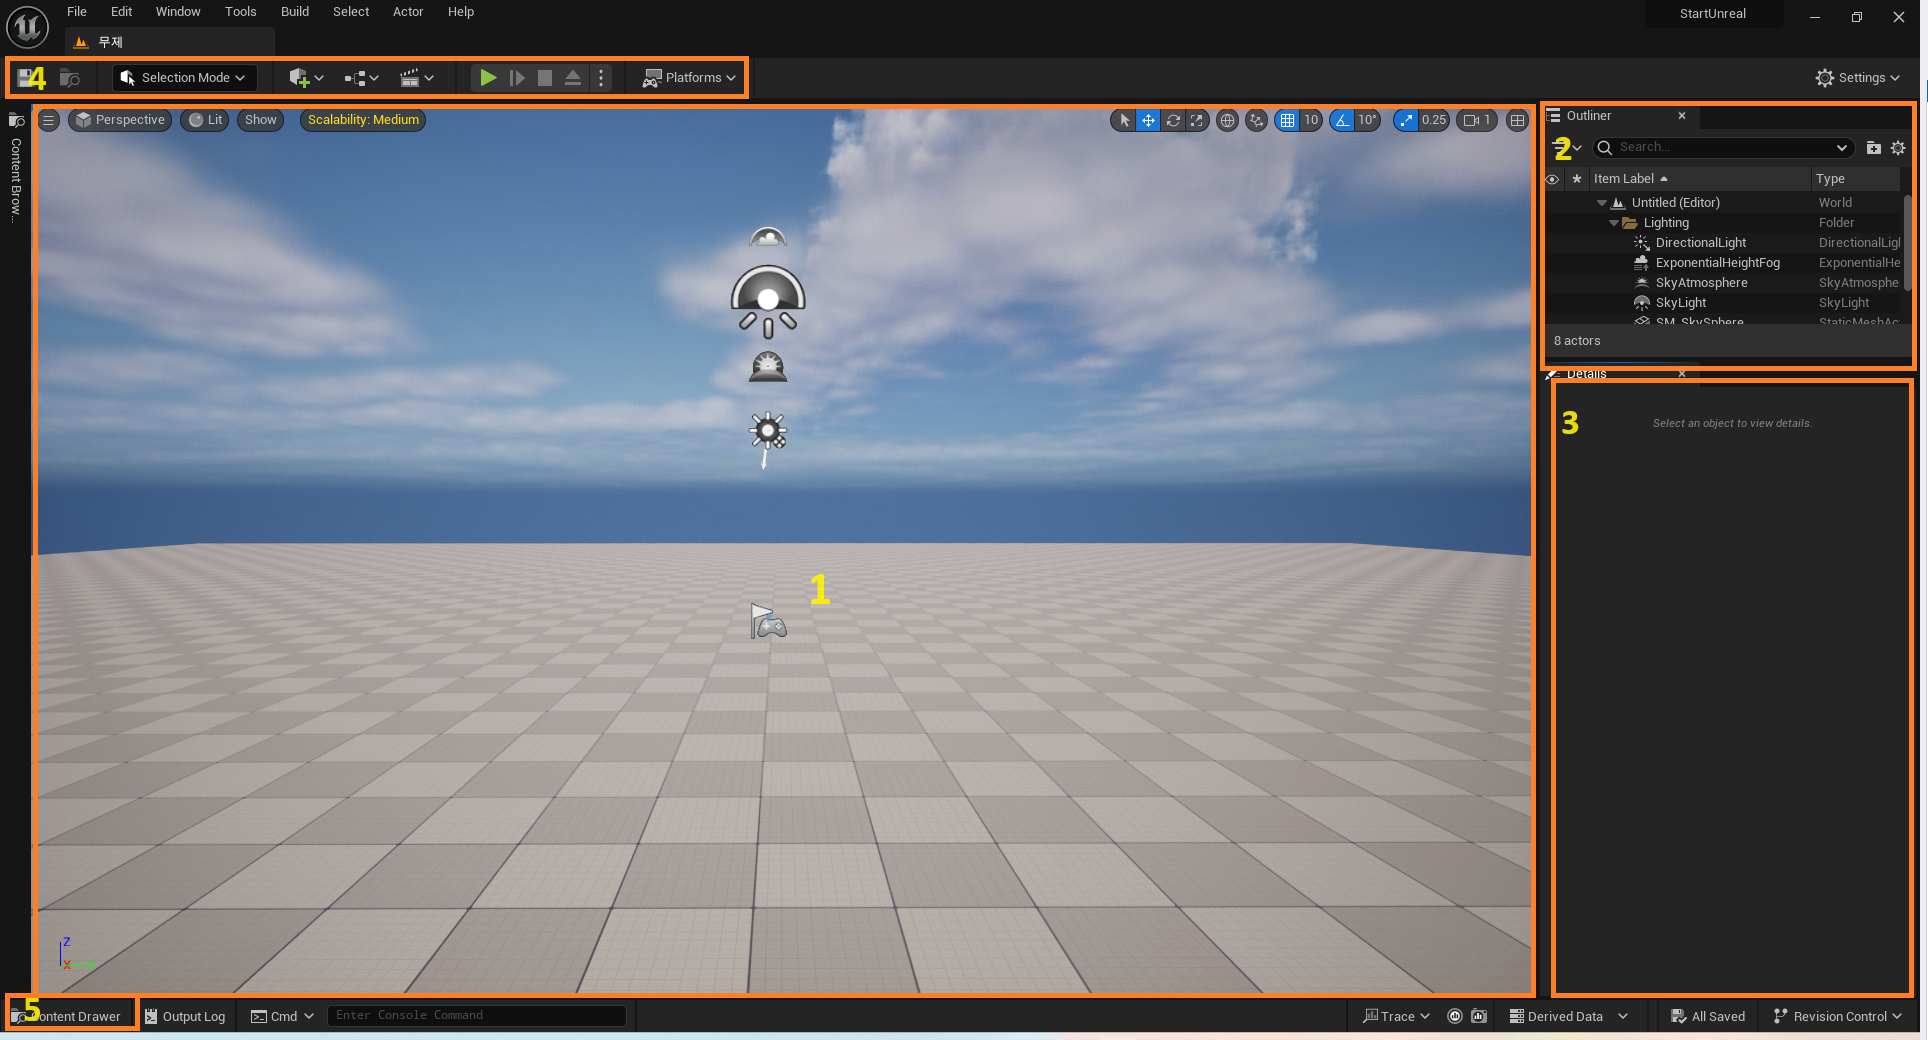 File Edit Window Tools Build Select Actor Help
StartUnreal
무제
4
Selection Mode
Platforms
Settings
Perspective
Lit
Show
Scalability: Medium
10
10°
0.25
1
Content Brow...
Outliner
2
Search...
Item Label Type
Untitled (Editor) World
Lighting Folder
DirectionalLight DirectionalLigl
ExponentialHeightFog ExponentialHe
SkyAtmosphere SkyAtmosphe
SkyLight SkyLight
SM_SkySphere StaticMeshAc
8 actors
Details
3
Select an object to view details.
1
Z
X
Y
5
Content Drawer
Output Log
Cmd
Enter Console Command
Trace
Derived Data
All Saved
Revision Control